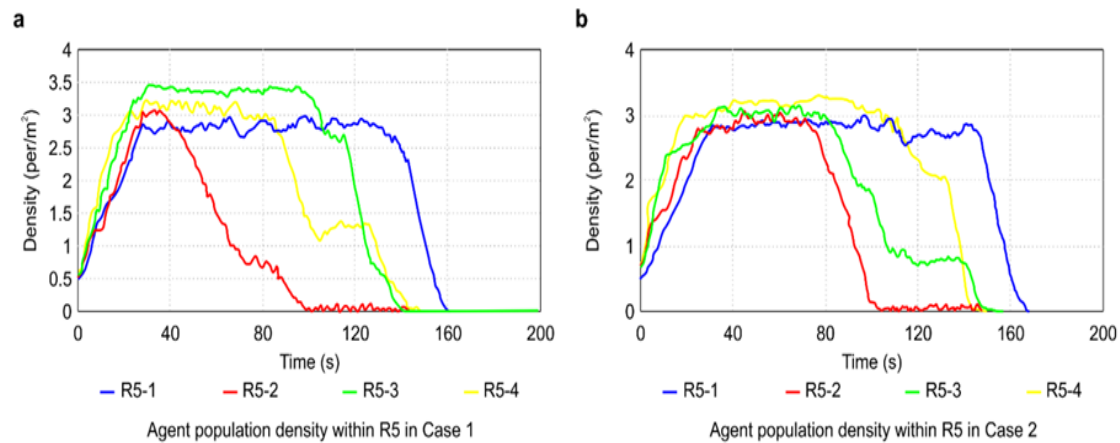 a
4
3.5
3
2.5
2
1.5
1
0.5
0
Density (per/m²)
0 40 80 120 160 200
Time (s)
R5-1 R5-2 R5-3 R5-4
Agent population density within R5 in Case 1
b
4
3
2
1
0
Density (per/m²)
0 40 80 120 160 200
Time (s)
R5-1 R5-2 R5-3 R5-4
Agent population density within R5 in Case 2